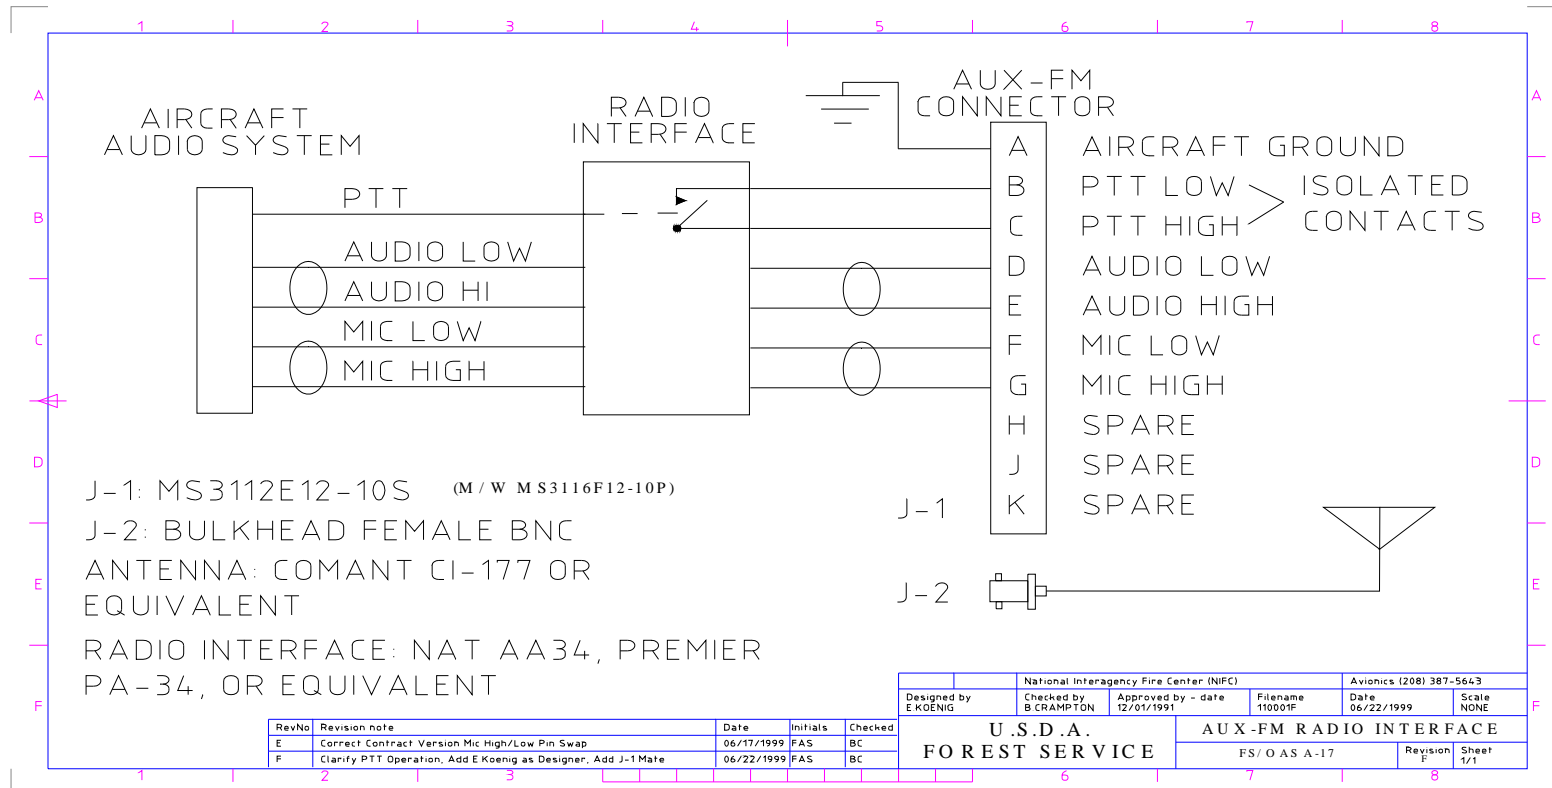 1 2 3 4 5 6 7 8
A A
B B
C C
D D
E E
F F
AIRCRAFT
AUDIO SYSTEM
RADIO
INTERFACE
AUX-FM
CONNECTOR
PTT
AUDIO LOW
AUDIO HI
MIC LOW
MIC HIGH
A AIRCRAFT GROUND
B PTT LOW
C PTT HIGH
ISOLATED
CONTACTS
D AUDIO LOW
E AUDIO HIGH
F MIC LOW
G MIC HIGH
H SPARE
J SPARE
K SPARE
J-1
J-2
J-1: MS3112E12-10S (M/W MS3116F12-10P)
J-2: BULKHEAD FEMALE BNC
ANTENNA: COMANT CI-177 OR
EQUIVALENT
RADIO INTERFACE: NAT AA34, PREMIER
PA-34, OR EQUIVALENT
RevNo Revision note Date Initials Checked
E Correct Contract Version Mic High/Low Pin Swap 06/17/1999 FAS BC
F Clarify PTT Operation, Add E Koenig as Designer, Add J-1 Mate 06/22/1999 FAS BC
National Interagency Fire Center (NIFC) Avionics (208) 387-5643
Designed by Checked by Approved by - date Filename Date Scale
E.KOENIG B.CRAMPTON 12/01/1991 110001F 06/22/1999 NONE
U.S.D.A.
FOREST SERVICE
AUX-FM RADIO INTERFACE
FS/OAS A-17
Revision
F
Sheet
1/1
1 2 3 6 7 8